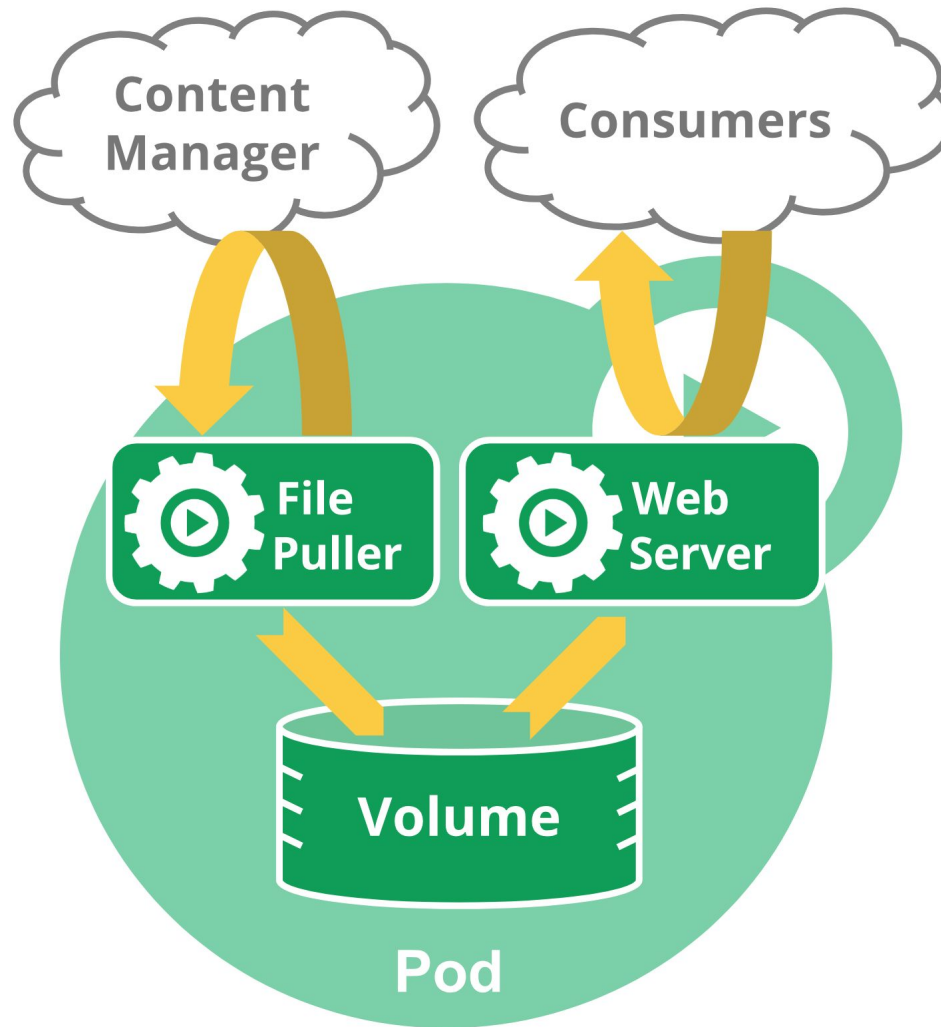 Content
Manager
Consumers
File
Puller
Web
Server
Volume
Pod